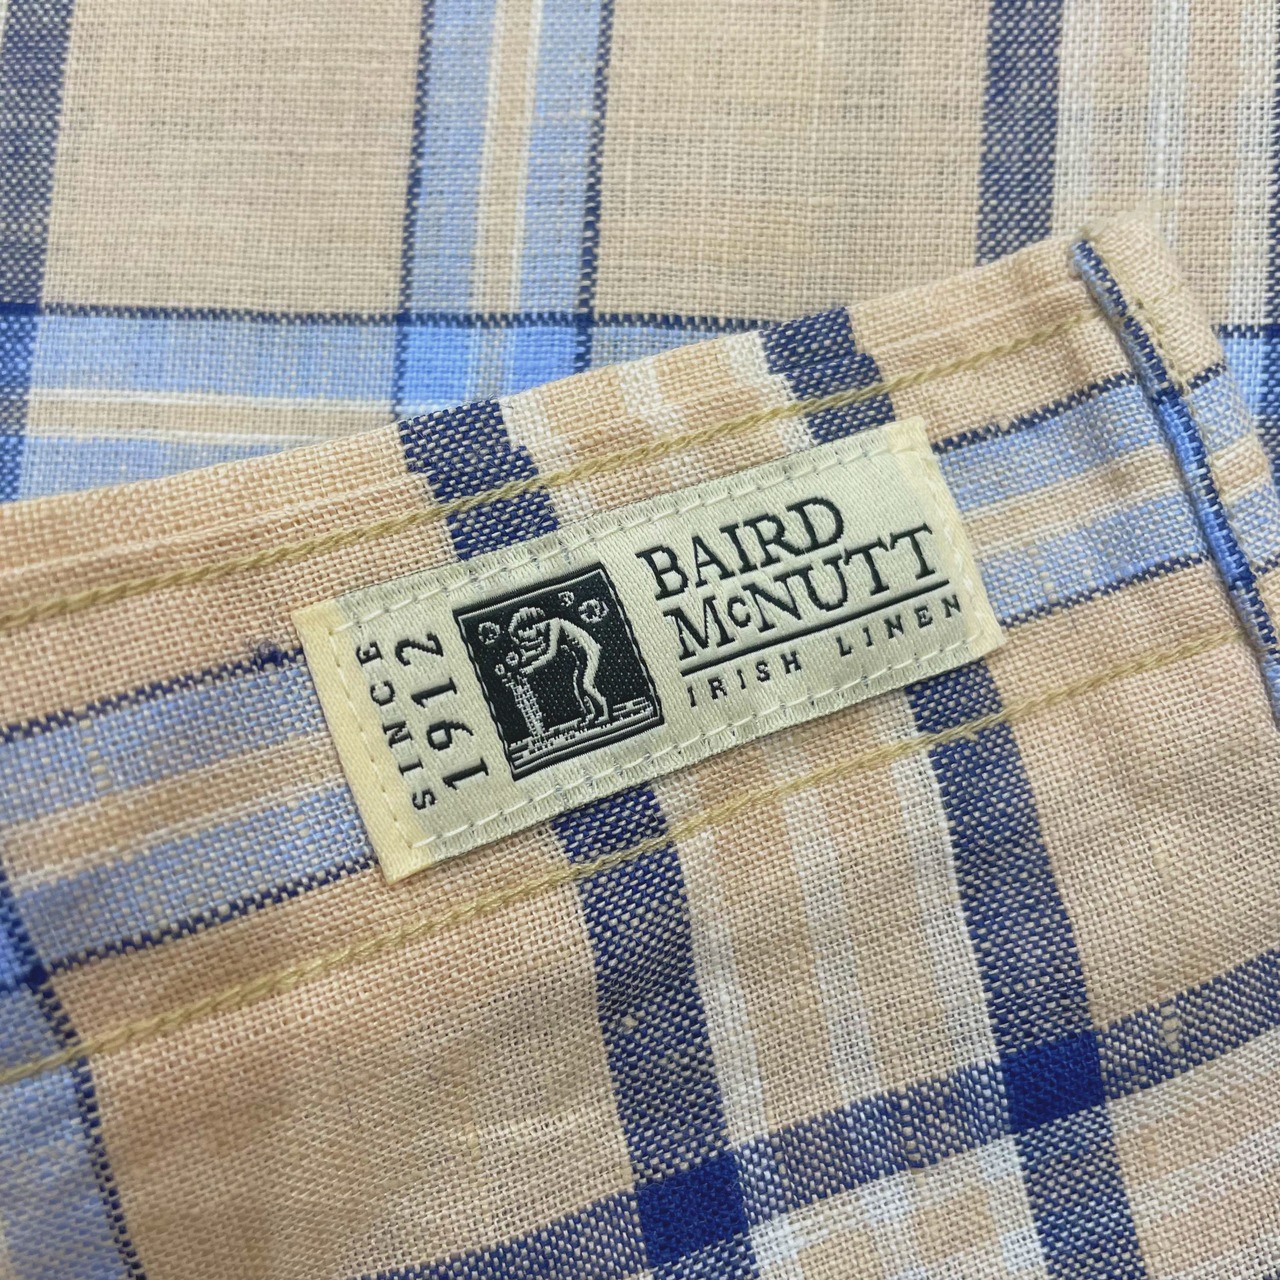 SINCE
1912
BAIRD
McNUTT
IRISH LINEN